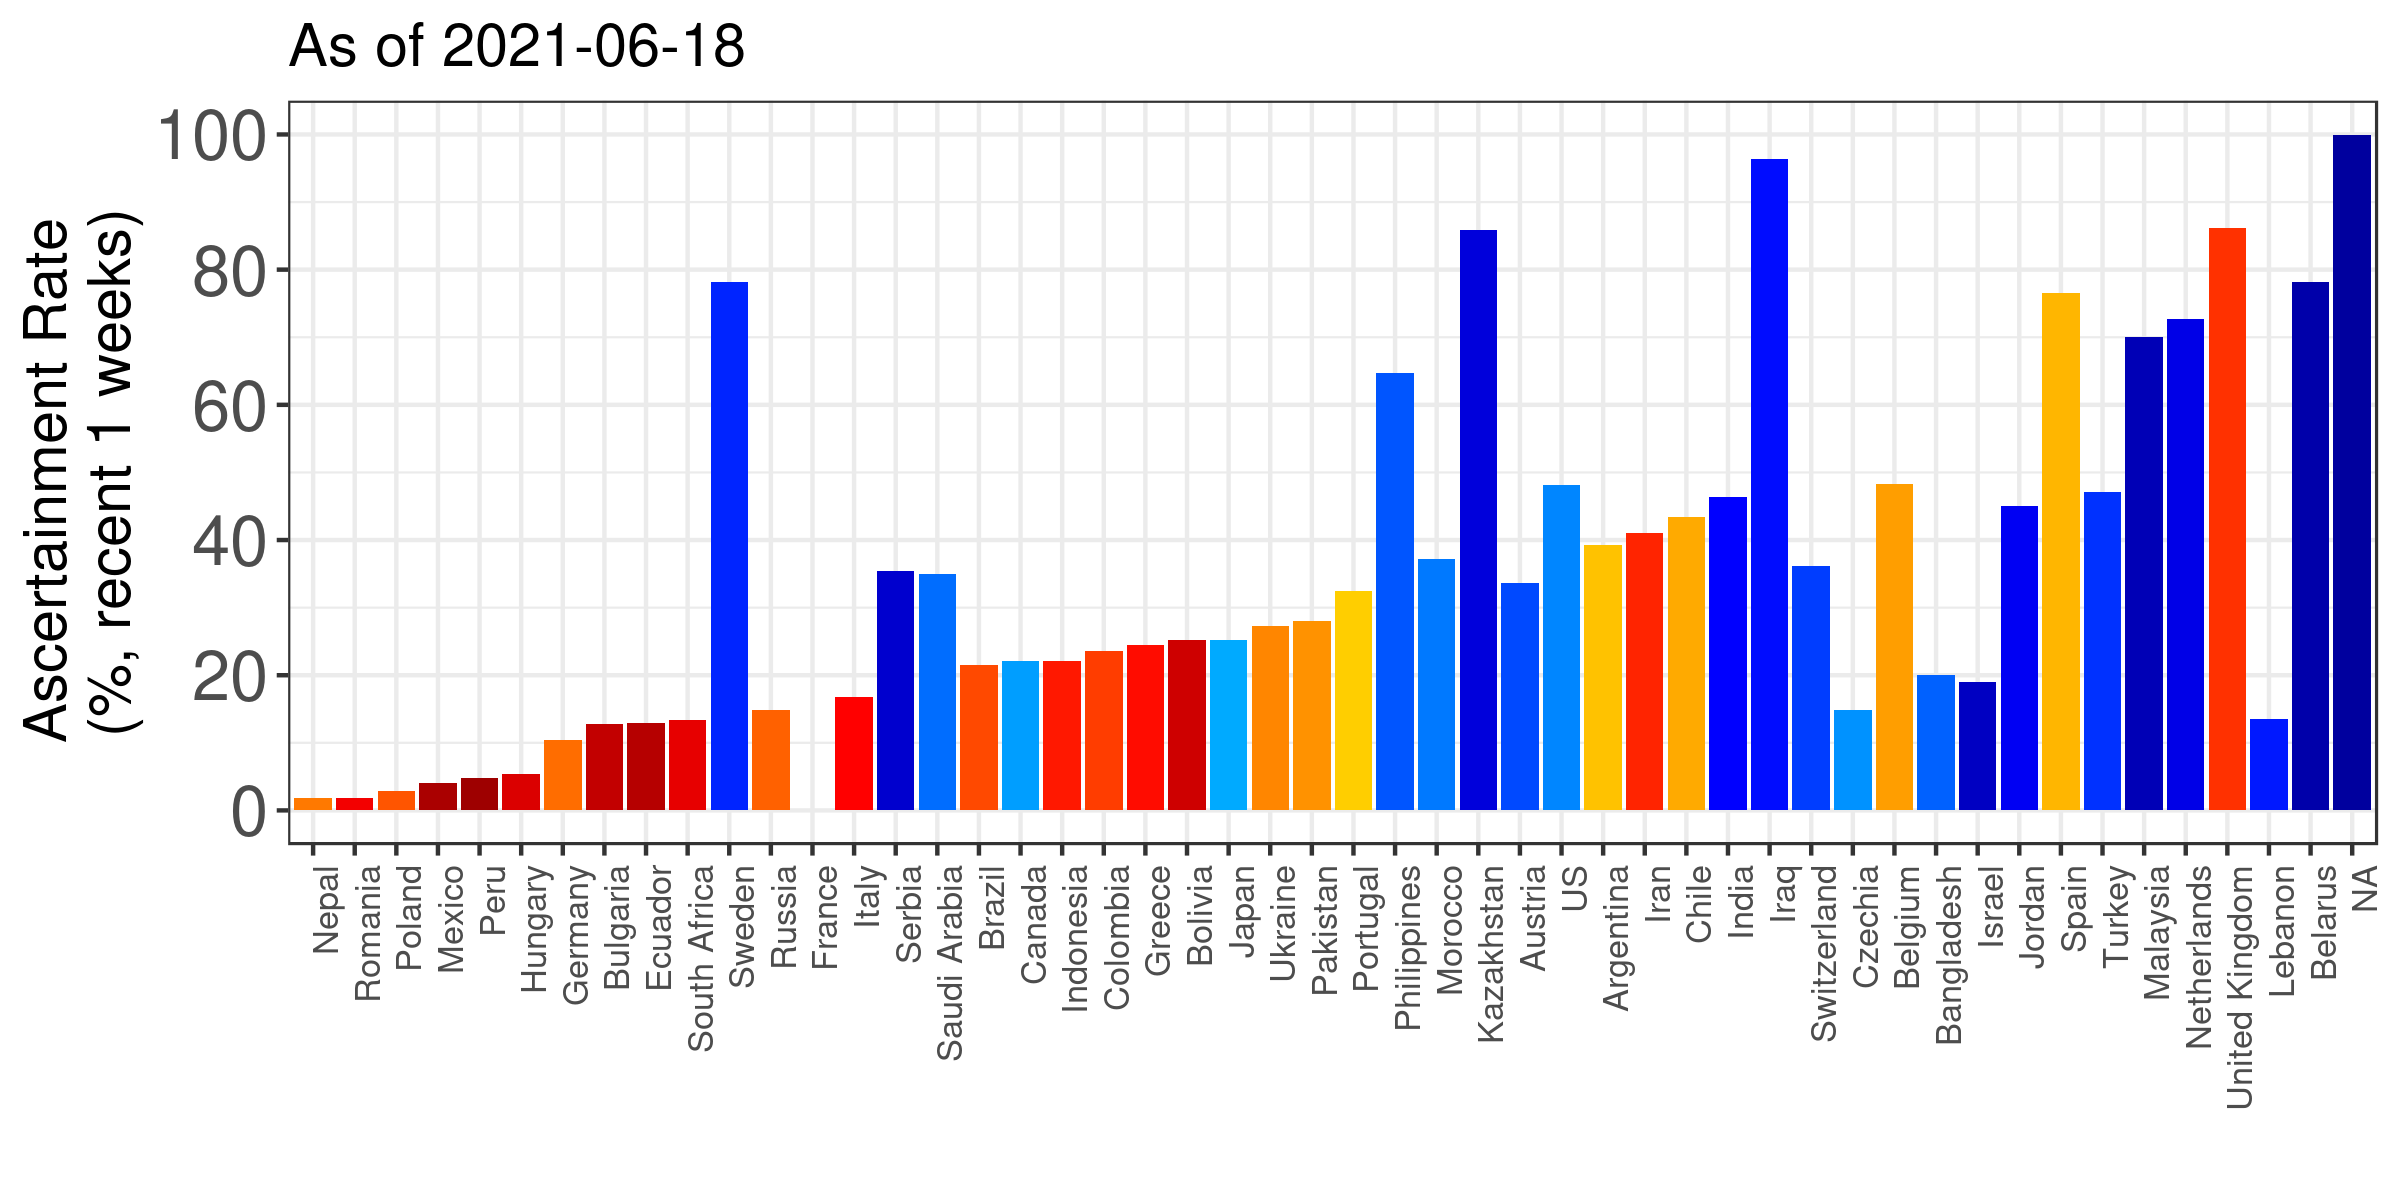 As of 2021-06-18
Ascertainment Rate
(%, recent 1 weeks)
100
80
60
40
20
0
Nepal
Romania
Poland
Mexico
Peru
Hungary
Germany
Bulgaria
Ecuador
South Africa
Sweden
Russia
France
Italy
Serbia
Saudi Arabia
Brazil
Canada
Indonesia
Colombia
Greece
Bolivia
Japan
Ukraine
Pakistan
Portugal
Philippines
Morocco
Kazakhstan
Austria
US
Argentina
Iran
Chile
India
Iraq
Switzerland
Czechia
Belgium
Bangladesh
Israel
Jordan
Spain
Turkey
Malaysia
Netherlands
United Kingdom
Lebanon
Belarus
NA